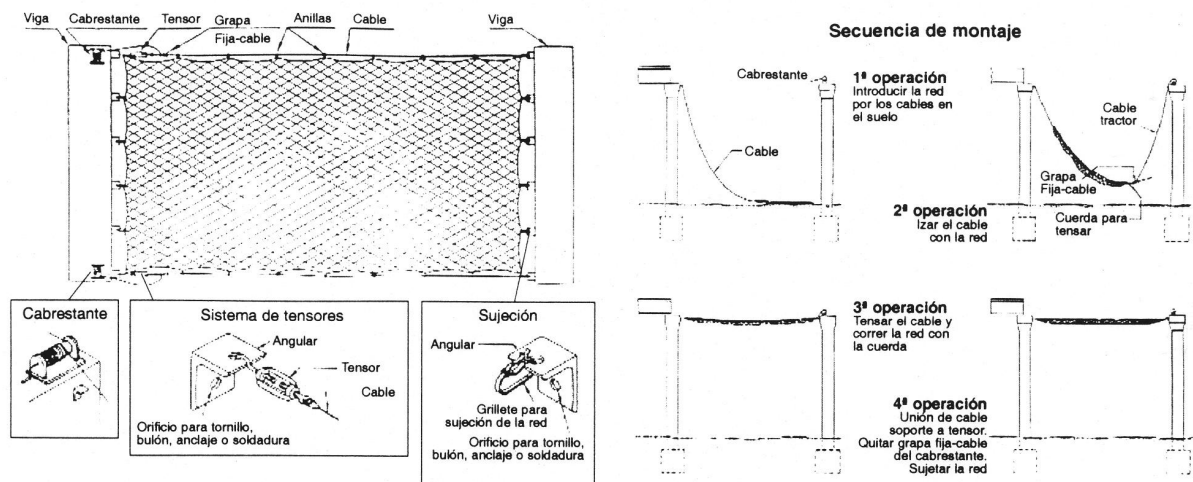 Viga Cabrestante Tensor Grapa Anillas Cable Viga
Fija-cable
Cabrestante
Sistema de tensores
Angular
Tensor
Cable
Orificio para tornillo,
bulón, anclaje o soldadura
Sujeción
Angular
Grillete para
sujeción de la red
Orificio para tornillo,
bulón, anclaje o soldadura
Secuencia de montaje
Cabrestante
1ª operación
Introducir la red
por los cables en
el suelo
Cable
Cable
tractor
Grapa
Fija-cable
2ª operación
Izar el cable
con la red
Cuerda para
tensar
3ª operación
Tensar el cable y
correr la red con
la cuerda
4ª operación
Unión de cable
soporte a tensor.
Quitar grapa fija-cable
del cabrestante.
Sujetar la red